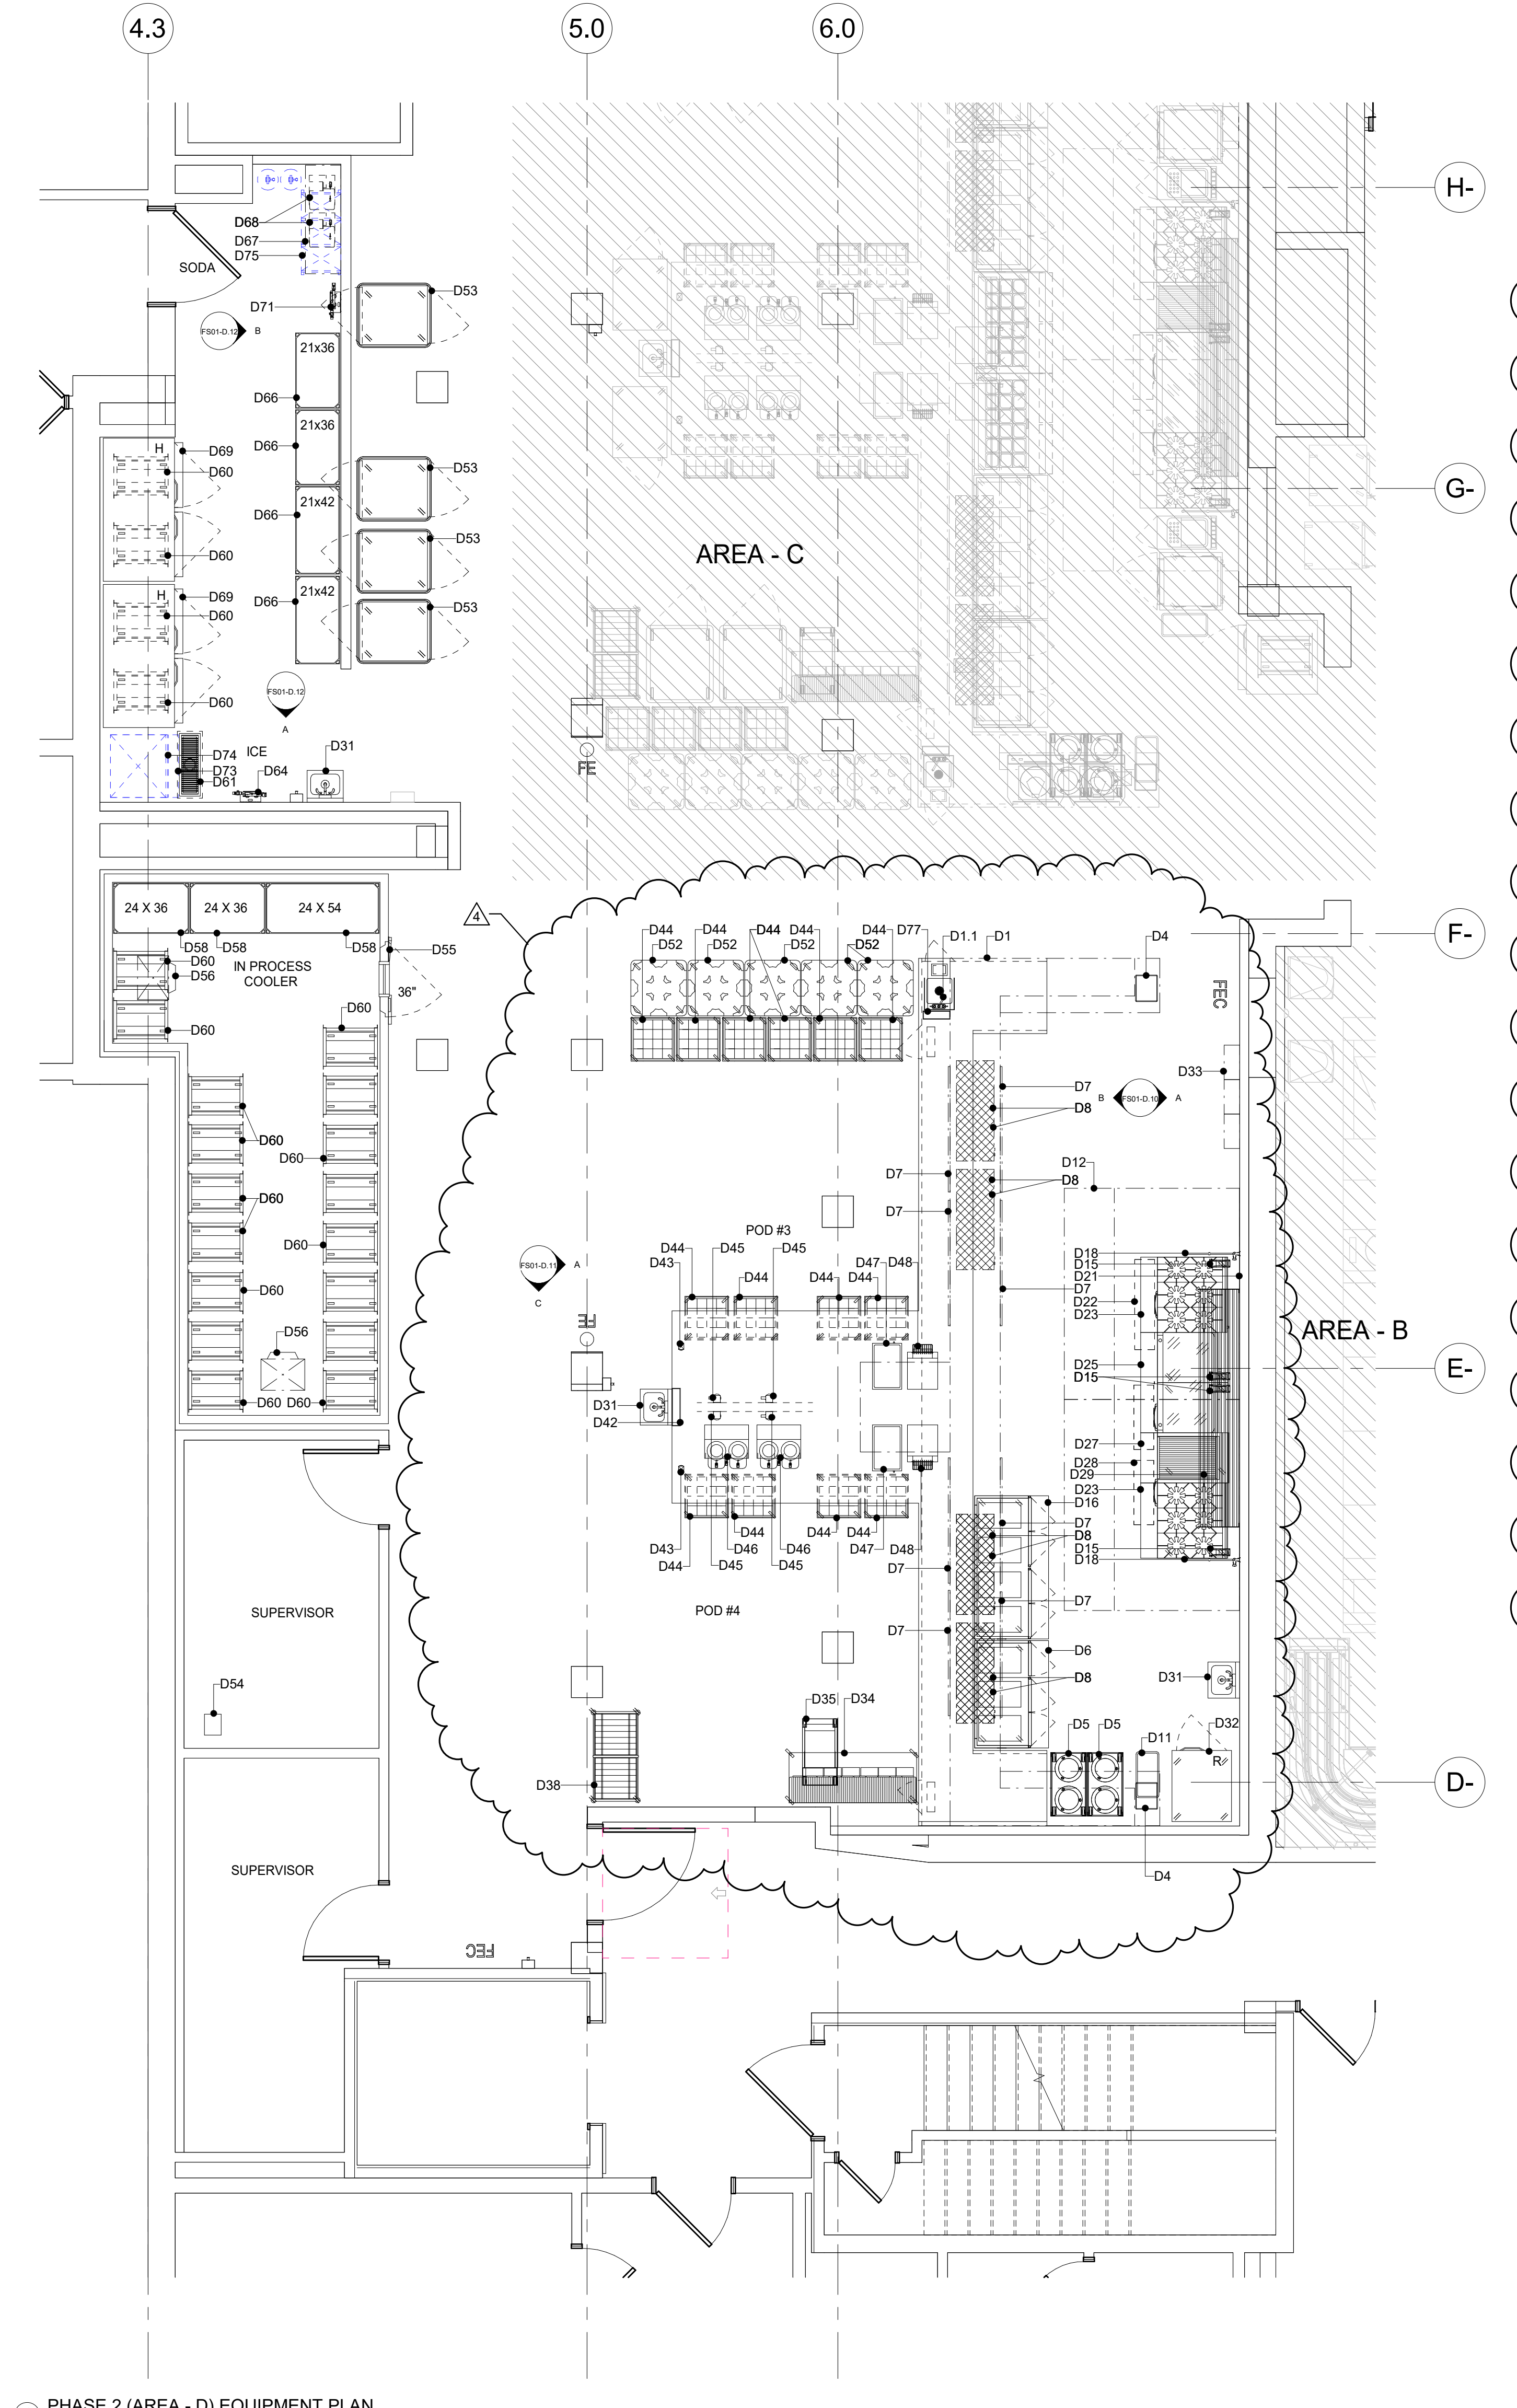 4.3
5.0
6.0
H-
D68
D67
D75
SODA
D71
D53
FS01-D.12
B
21x36
D66
21x36
D66
H
D69
D60
D53
G-
21x42
D66
D60
D53
AREA - C
H
D69
D60
21x42
D66
D53
FS01-D.12
A
D60
D74
ICE
D31
D73
D64
D61
FE
24 X 36
24 X 36
24 X 54
4
F-
D44
D44
D44
D44
D44
D77
D1.1
D1
D4
D58
D58
D58
D55
D52
D52
D52
D52
D60
D56
IN PROCESS
COOLER
36"
FEC
D60
D60
D33
D7
B
FS01-D.10
A
D8
D60
D60
D12
D7
D8
D60
D7
POD #3
D60
D44
D45
D45
D47
D48
D18
D43
D44
D44
D44
D15
FS01-D.11
A
D21
D60
D7
C
D22
D23
FE
AREA - B
D56
D25
E-
D15
D60
D60
D31
D42
D27
D28
D29
D23
D16
D7
D44
D44
D44
D8
D43
D46
D46
D47
D48
D15
D44
D45
D45
D7
D18
D7
SUPERVISOR
POD #4
D7
D6
D8
D31
D54
D35
D34
D5
D5
D11
D32
R
D38
D-
SUPERVISOR
D4
FEC
PHASE 2 (AREA - D) EQUIPMENT PLAN